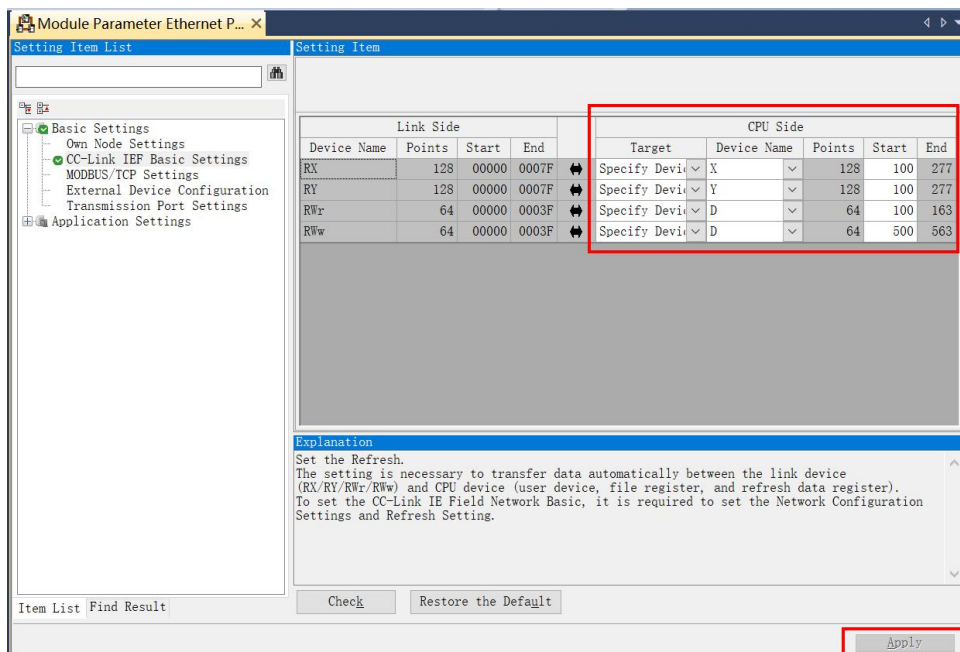 Module Parameter Ethernet P...
Setting Item List
Setting Item
Basic Settings
Own Node Settings
CC-Link IEF Basic Settings
MODBUS/TCP Settings
External Device Configuration
Transmission Port Settings
Application Settings
Link Side CPU Side
Device Name Points Start End Target Device Name Points Start End
RX 128 00000 0007F Specify Devi X 128 100 277
RY 128 00000 0007F Specify Devi Y 128 100 277
RWr 64 00000 0003F Specify Devi D 64 100 163
RWw 64 00000 0003F Specify Devi D 64 500 563
Explanation
Set the Refresh.
The setting is necessary to transfer data automatically between the link device
(RX/RY/RWr/RWw) and CPU device (user device, file register, and refresh data register).
To set the CC-Link IE Field Network Basic, it is required to set the Network Configuration
Settings and Refresh Setting.
Item List Find Result
Check Restore the Default
Apply